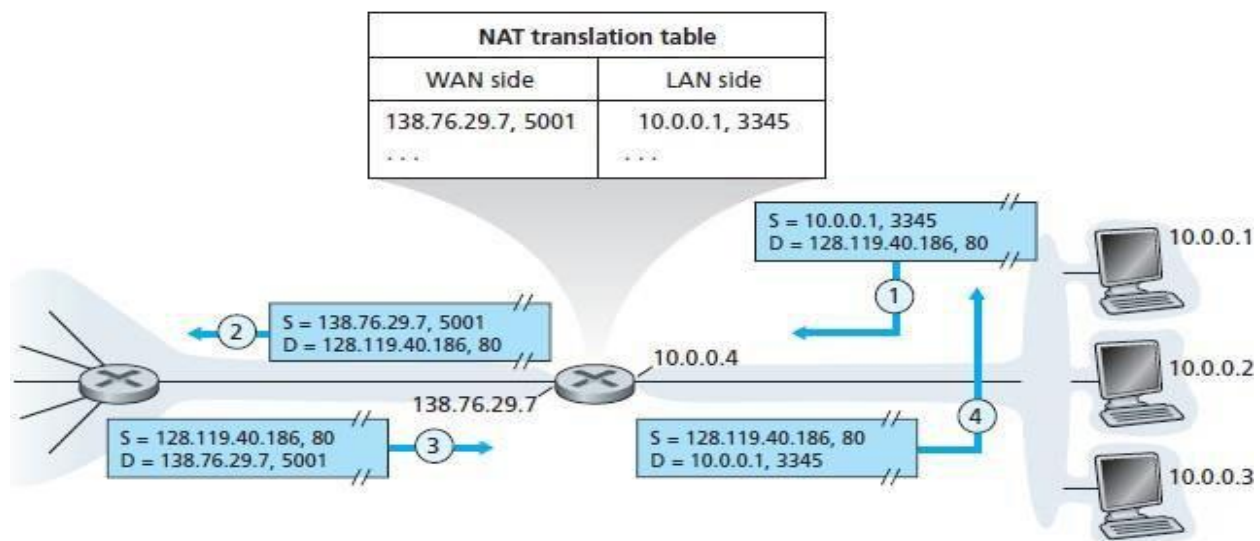 NAT translation table
WAN side LAN side
138.76.29.7, 5001 10.0.0.1, 3345
. . . . . .
S = 10.0.0.1, 3345
D = 128.119.40.186, 80
10.0.0.1
1
2
S = 138.76.29.7, 5001
D = 128.119.40.186, 80
10.0.0.4
10.0.0.2
138.76.29.7
4
S = 128.119.40.186, 80
D = 138.76.29.7, 5001
3
S = 128.119.40.186, 80
D = 10.0.0.1, 3345
10.0.0.3